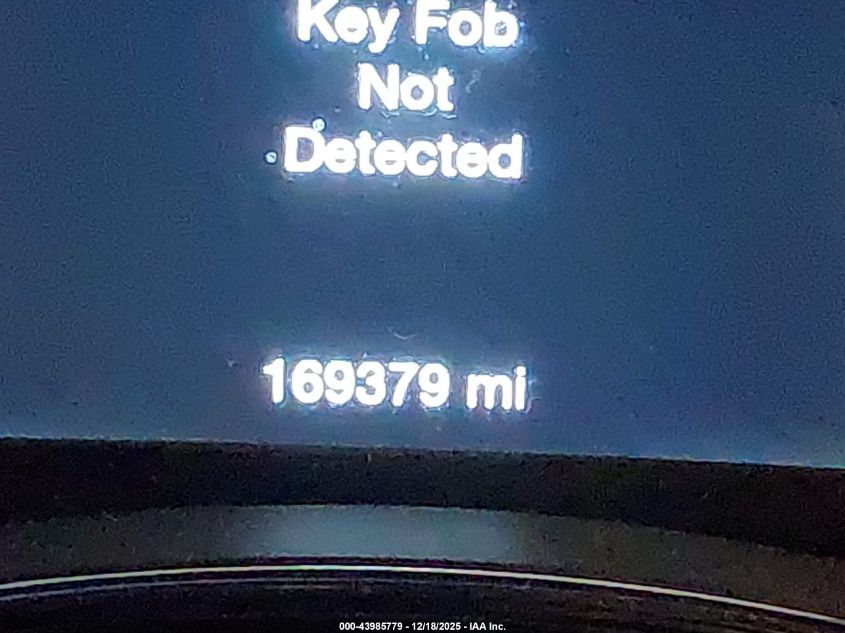 Key Fob
Not
Detected
169379 mi
000-43985779 - 12/18/2025 - IAA Inc.